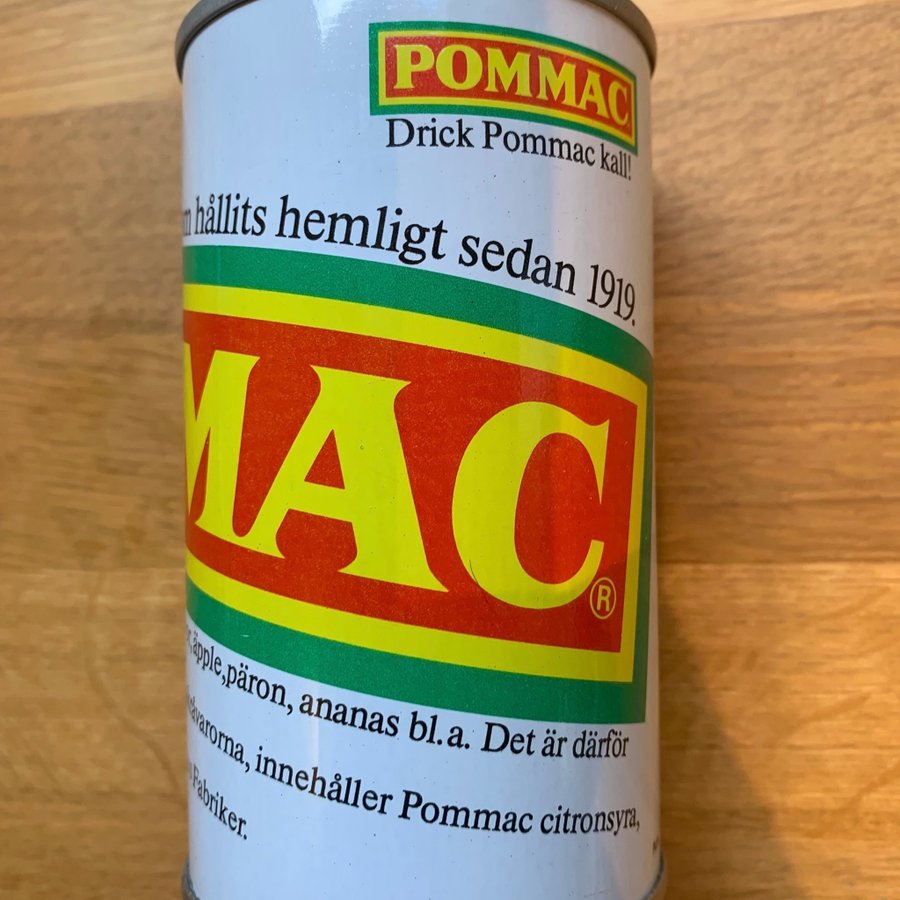 POMMAC
Drick Pommac kall!
hållits hemligt sedan 1919.
MAC®
äpple, päron, ananas bl.a. Det är därför
innehåller Pommac citronsyra,
Fabriker.